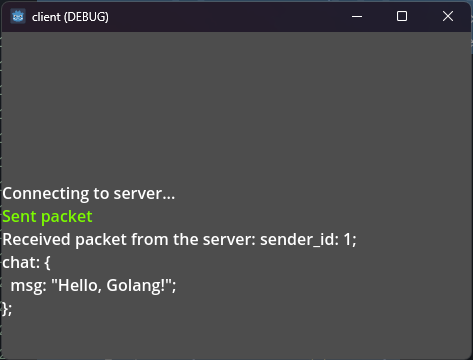 client (DEBUG)
Connecting to server...
Sent packet
Received packet from the server: sender_id: 1;
chat: {
  msg: "Hello, Golang!";
};